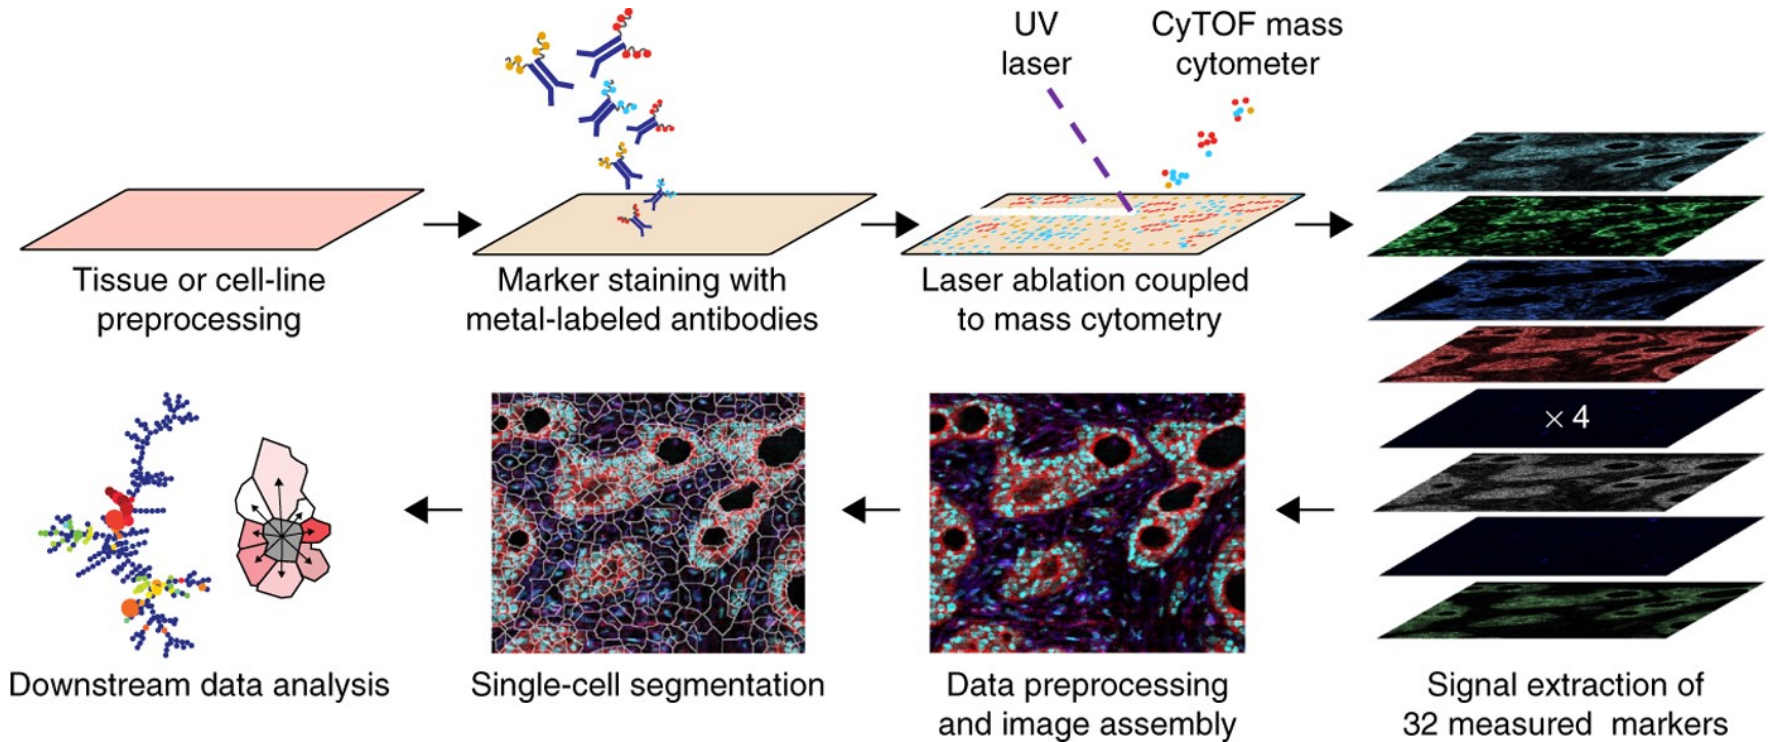 UV
laser
CyTOF mass
cytometer
Tissue or cell-line
preprocessing
Marker staining with
metal-labeled antibodies
Laser ablation coupled
to mass cytometry
× 4
Downstream data analysis
Single-cell segmentation
Data preprocessing
and image assembly
Signal extraction of
32 measured markers